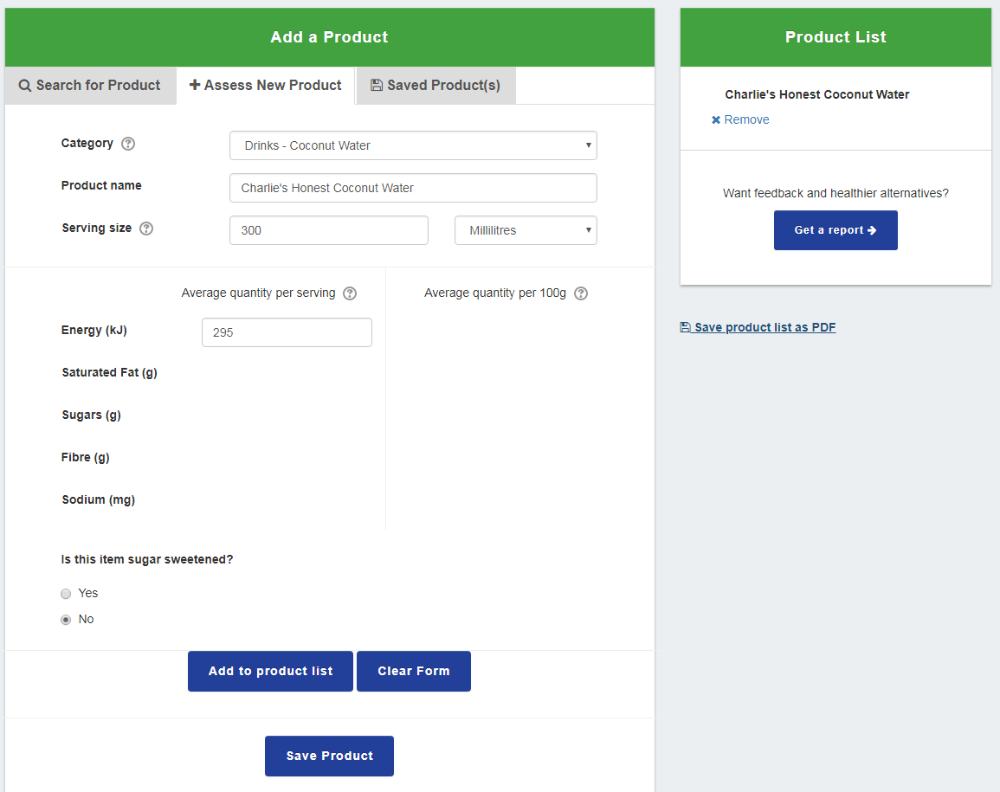 Add a Product
Search for Product
Assess New Product
Saved Product(s)
Category ?
Drinks - Coconut Water
Product name
Charlie's Honest Coconut Water
Serving size ?
300
Millilitres
Average quantity per serving ?
Average quantity per 100g ?
Energy (kJ)
295
Saturated Fat (g)
Sugars (g)
Fibre (g)
Sodium (mg)
Is this item sugar sweetened?
Yes
No
Add to product list
Clear Form
Save Product
Product List
Charlie's Honest Coconut Water
Remove
Want feedback and healthier alternatives?
Get a report
Save product list as PDF